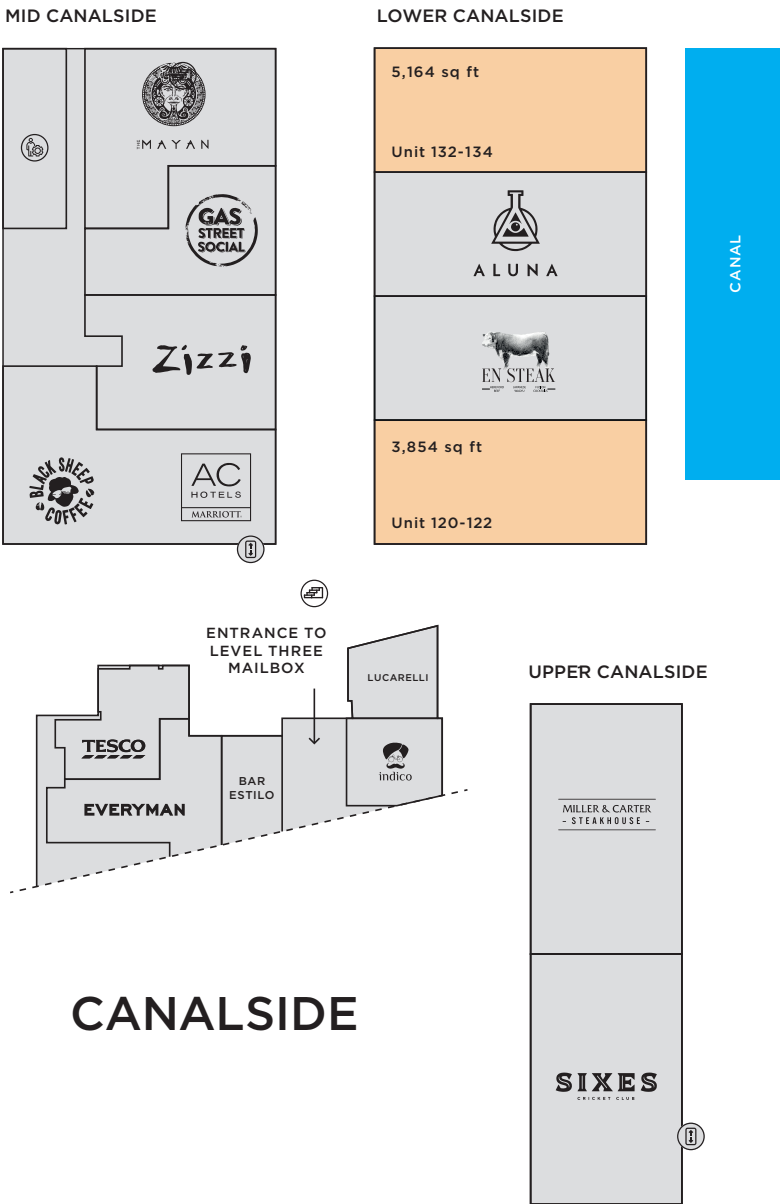 MID CANALSIDE
THE MAYAN
GAS
STREET
SOCIAL
Zizzi
BLACK SHEEP
COFFEE
AC
HOTELS
MARRIOTT
LOWER CANALSIDE
5,164 sq ft
Unit 132-134
ALUNA
EN STEAK
3,854 sq ft
Unit 120-122
CANAL
ENTRANCE TO
LEVEL THREE
MAILBOX
LUCARELLI
TESCO
EVERYMAN
BAR
ESTILO
indico
UPPER CANALSIDE
MILLER & CARTER
- STEAKHOUSE -
SIXES
CRICKET CLUB
CANALSIDE